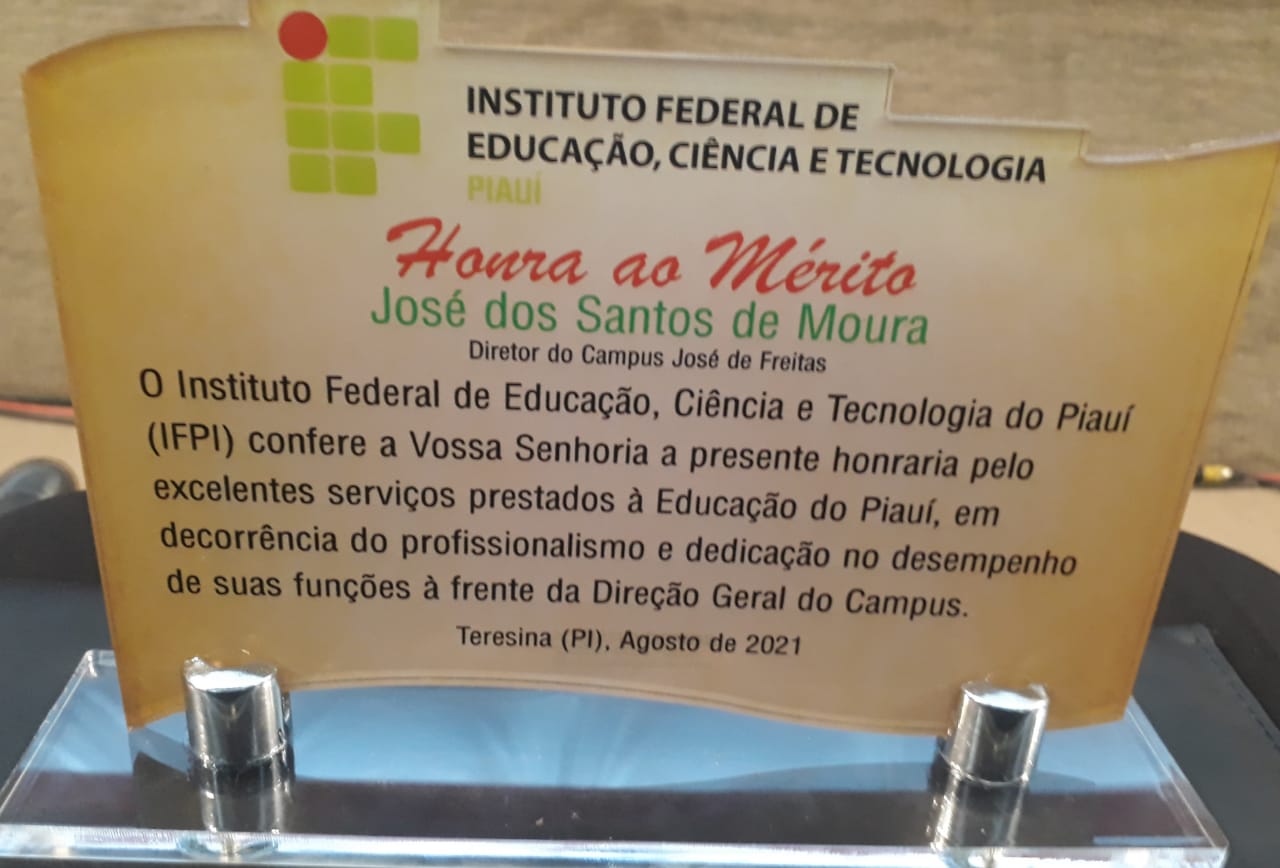 INSTITUTO FEDERAL DE
EDUCAÇÃO, CIÊNCIA E TECNOLOGIA
PIAUÍ
Honra ao Mérito
José dos Santos de Moura
Diretor do Campus José de Freitas
O Instituto Federal de Educação, Ciência e Tecnologia do Piauí
(IFPI) confere a Vossa Senhoria a presente honraria pelo
excelentes serviços prestados à Educação do Piauí, em
decorrência do profissionalismo e dedicação no desempenho
de suas funções à frente da Direção Geral do Campus.
Teresina (PI), Agosto de 2021